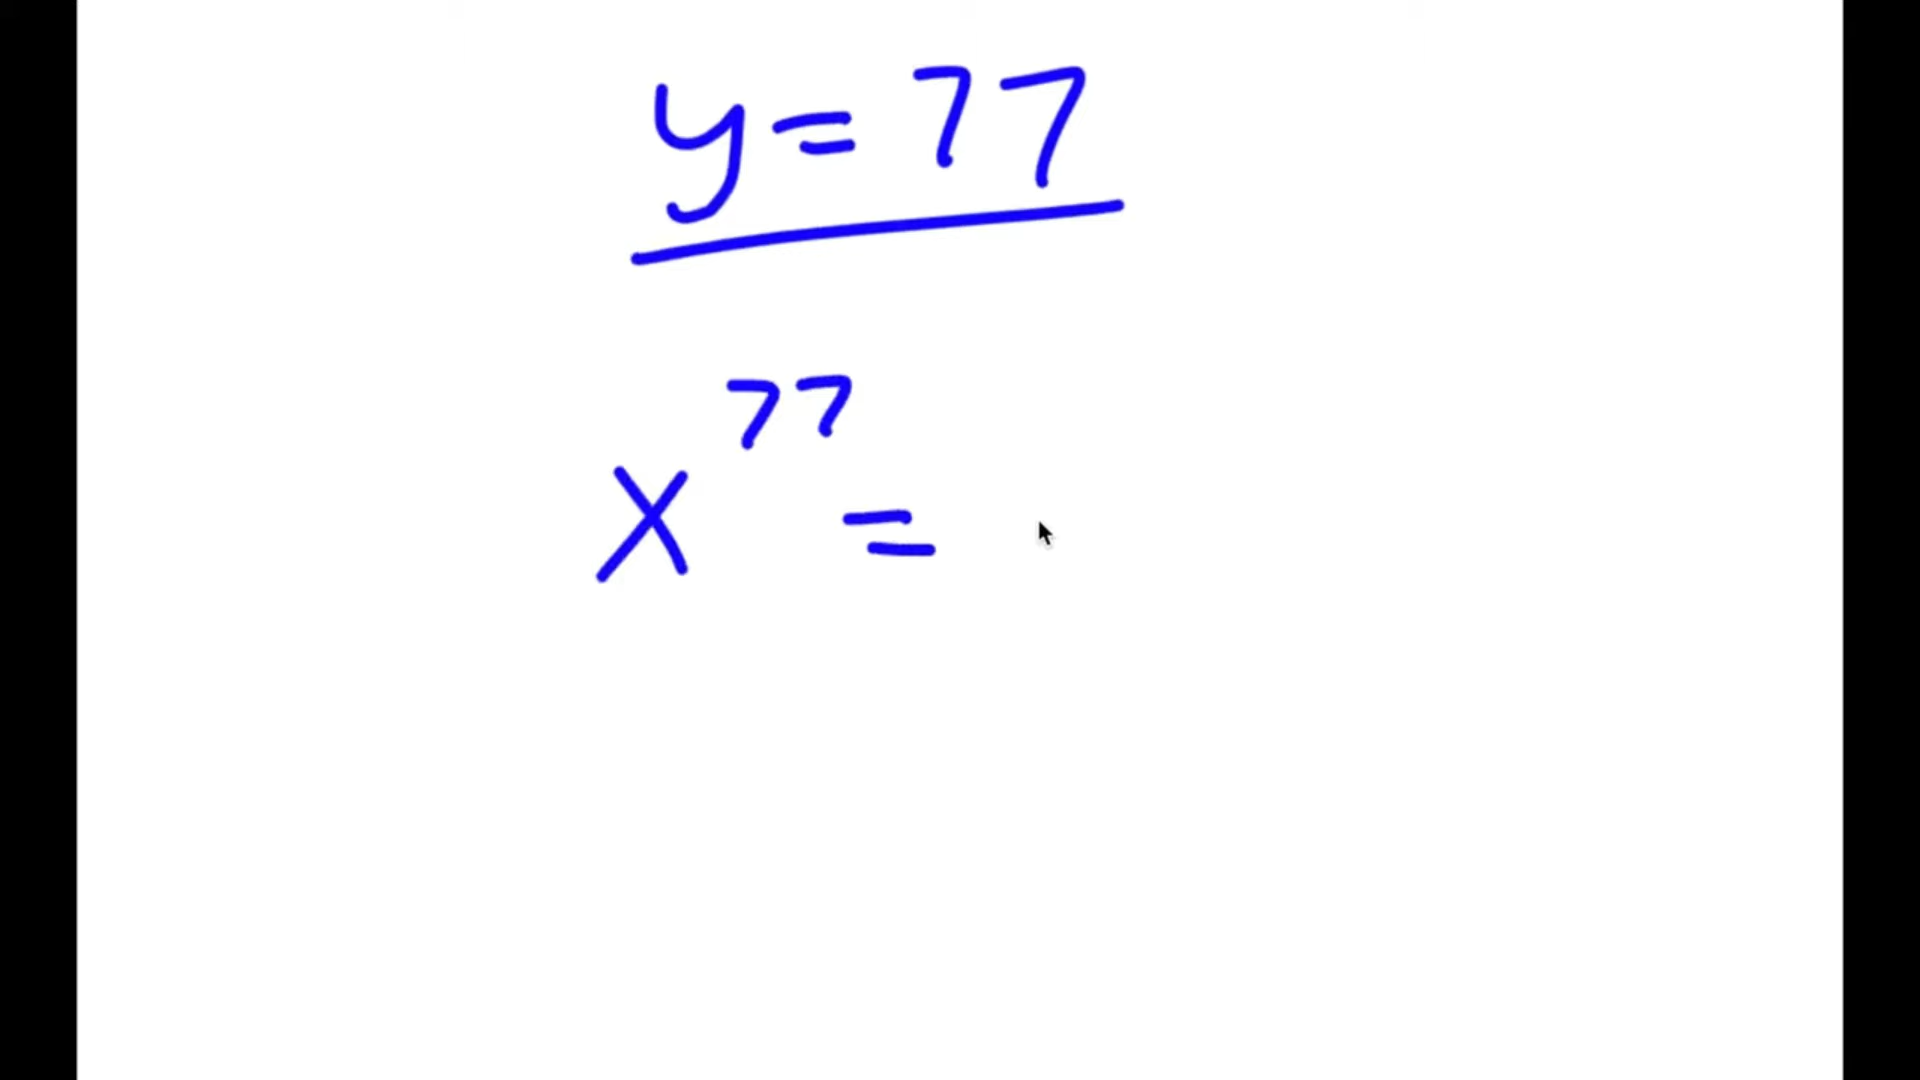 y = 77
x⁷⁷ =